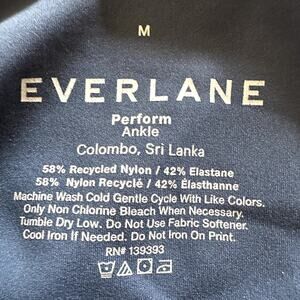 M
EVERLANE
Perform
Ankle
Colombo, Sri Lanka
58% Recycled Nylon / 42% Elastane
58% Nylon Recyclé / 42% Élasthanne
Machine Wash Cold Gentle Cycle With Like Colors.
Only Non Chlorine Bleach When Necessary.
Tumble Dry Low. Do Not Use Fabric Softener.
Cool Iron If Needed. Do Not Iron On Print.
RN# 139393